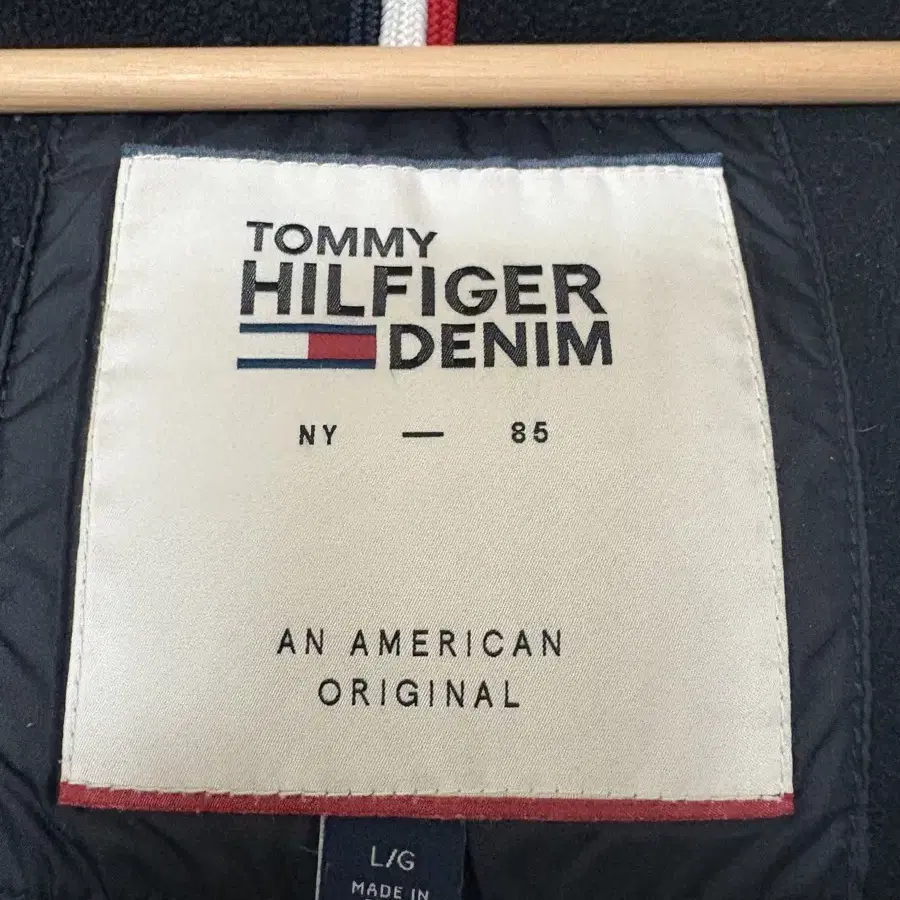 TOMMY
HILFIGER
DENIM
NY — 85
AN AMERICAN
ORIGINAL
L/G
MADE IN